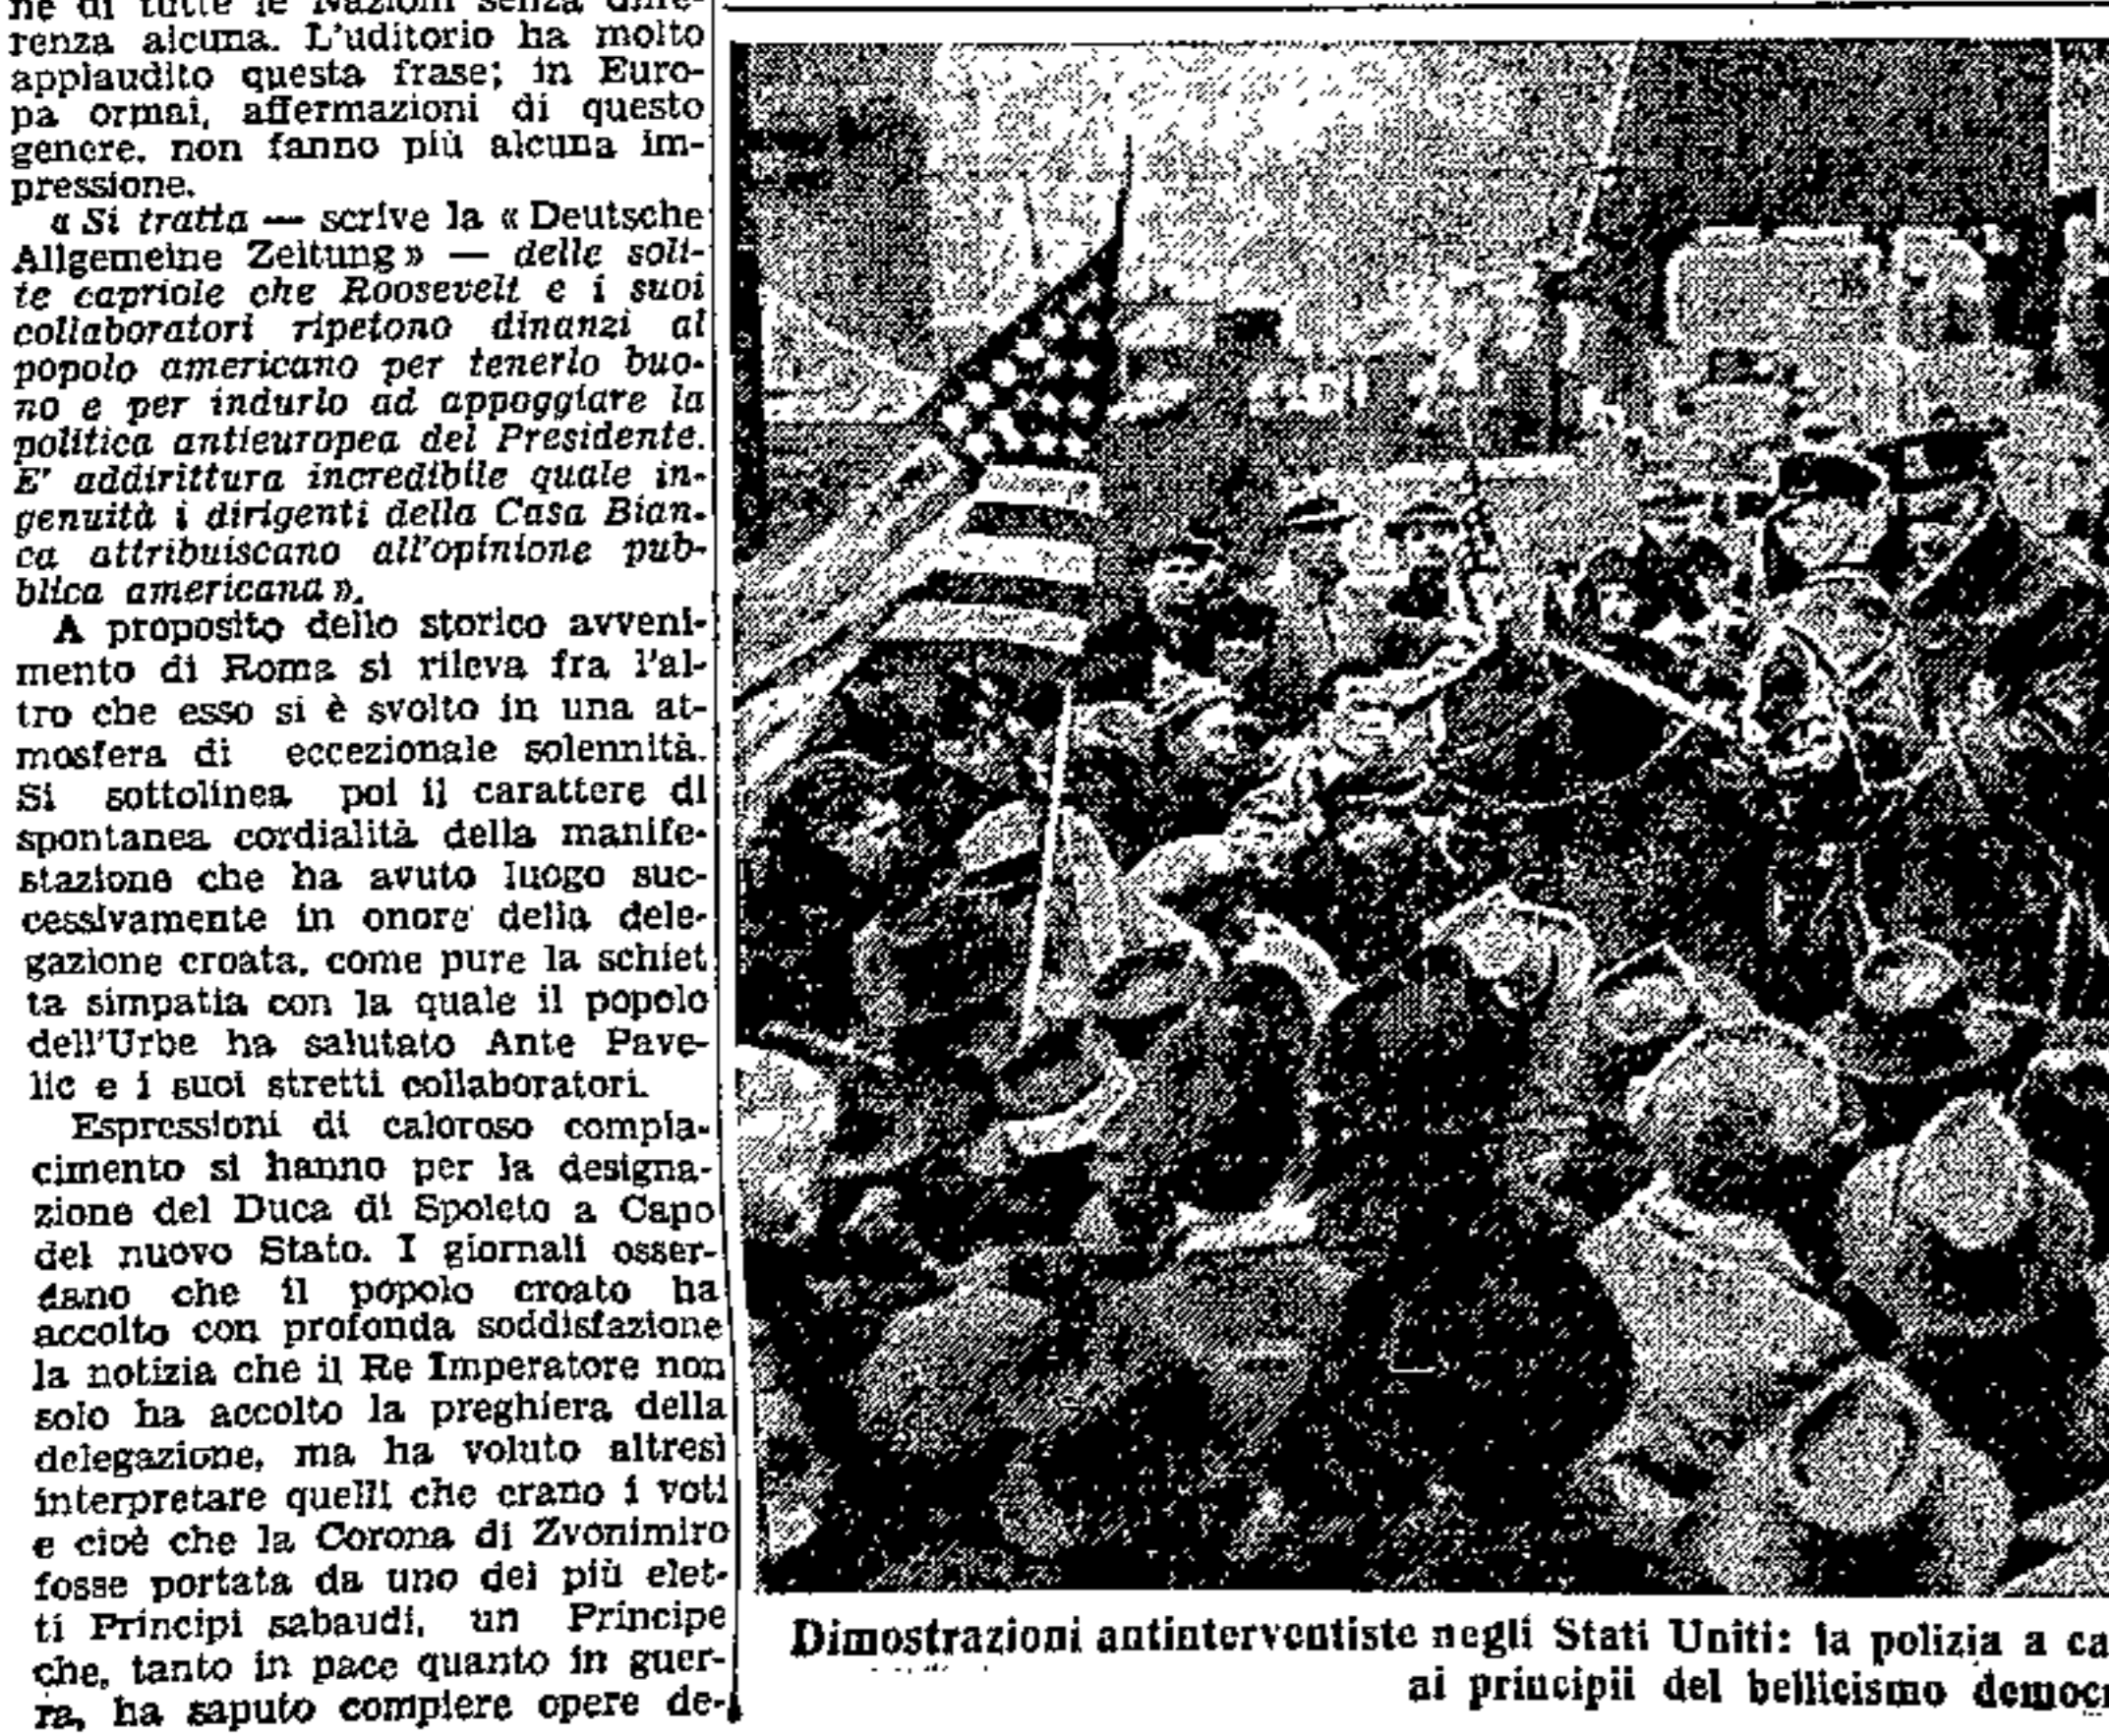 ne di tutte le Nazioni senza diffe-
renza alcuna. L'uditorio ha molto
applaudito questa frase; in Euro-
pa ormai, affermazioni di questo
genere, non fanno più alcuna im-
pressione.
« Si tratta — scrive la « Deutsche
Allgemeine Zeitung » — delle soli-
te capriole che Roosevelt e i suoi
collaboratori ripetono dinanzi al
popolo americano per tenerlo buo-
no e per indurlo ad appoggiare la
politica antieuropea del Presidente.
E' addirittura incredibile quale in-
genuità i dirigenti della Casa Bian-
ca attribuiscano all'opinione pub-
blica americana ».
A proposito dello storico avveni-
mento di Roma si rileva fra l'al-
tro che esso si è svolto in una at-
mosfera di eccezionale solennità.
Si sottolinea poi il carattere di
spontanea cordialità della manife-
stazione che ha avuto luogo suc-
cessivamente in onore della dele-
gazione croata, come pure la schiet
ta simpatia con la quale il popolo
dell'Urbe ha salutato Ante Pave-
lic e i suoi stretti collaboratori.
Espressioni di caloroso compia-
cimento si hanno per la designa-
zione del Duca di Spoleto a Capo
del nuovo Stato. I giornali osser-
dano che il popolo croato ha
accolto con profonda soddisfazione
la notizia che il Re Imperatore non
solo ha accolto la preghiera della
delegazione, ma ha voluto altresì
interpretare quelli che erano i voti
e cioè che la Corona di Zvonimiro
fosse portata da uno dei più elet-
ti Principi sabaudi, un Principe
che, tanto in pace quanto in guer-
ra, ha saputo compiere opere de-
Dimostrazioni antinterventiste negli Stati Uniti: la polizia a ca
ai principii del bellicismo democr